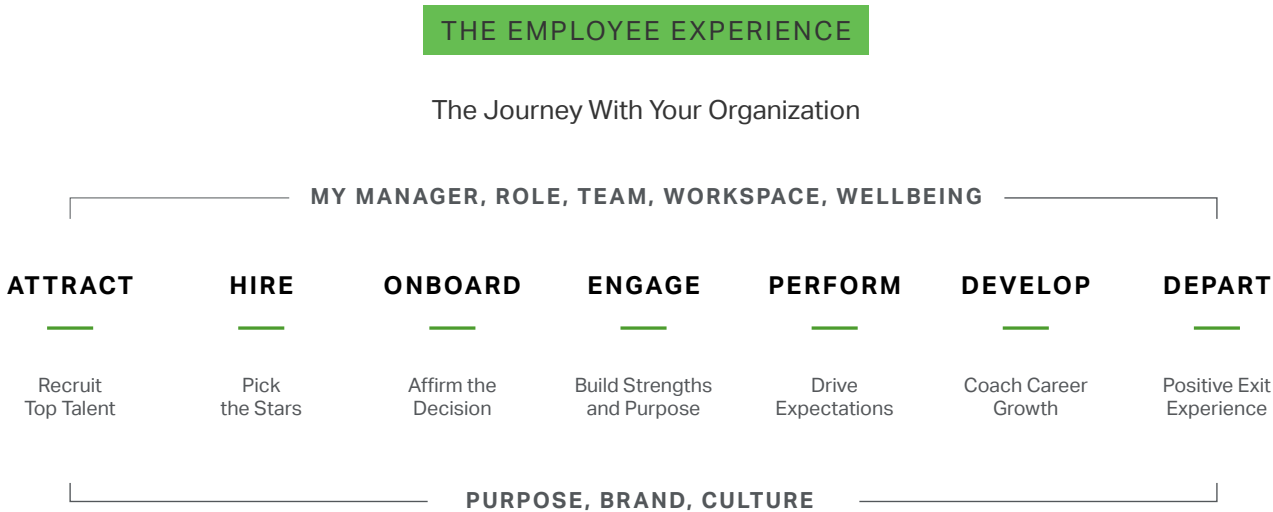 THE EMPLOYEE EXPERIENCE
The Journey With Your Organization
MY MANAGER, ROLE, TEAM, WORKSPACE, WELLBEING
ATTRACT
Recruit
Top Talent
HIRE
Pick
the Stars
ONBOARD
Affirm the
Decision
ENGAGE
Build Strengths
and Purpose
PERFORM
Drive
Expectations
DEVELOP
Coach Career
Growth
DEPART
Positive Exit
Experience
PURPOSE, BRAND, CULTURE